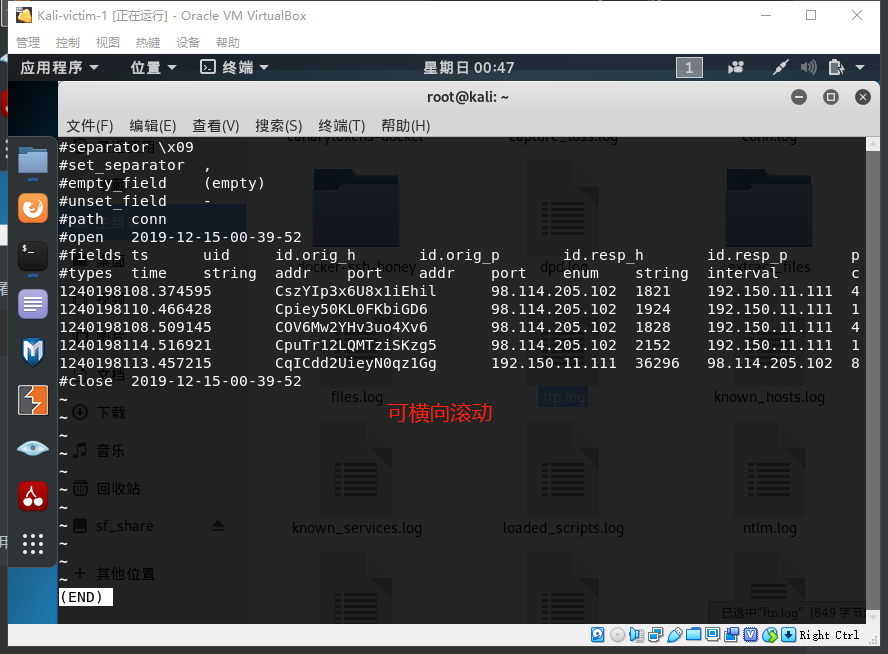 Kali-victim-1 [正在运行] - Oracle VM VirtualBox
管理 控制 视图 热键 设备 帮助
应用程序 位置 终端 星期日 00:47 1
root@kali: ~
文件(F) 编辑(E) 查看(V) 搜索(S) 终端(T) 帮助(H)
#separator \x09
#set_separator ,
#empty_field (empty)
#unset_field -
#path conn
#open 2019-12-15-00-39-52
#fields ts uid id.orig_h id.orig_p id.resp_h id.resp_p p
#types time string addr port addr port enum string interval c
1240198108.374595 CszYIp3x6U8x1iEhil 98.114.205.102 1821 192.150.11.111 4
1240198110.466428 Cpiey50KL0FKbiGD6 98.114.205.102 1924 192.150.11.111 1
1240198108.509145 COV6Mw2YHv3uo4Xv6 98.114.205.102 1828 192.150.11.111 4
1240198114.516921 CpuTr12LQMTziSKzg5 98.114.205.102 2152 192.150.11.111 1
1240198113.457215 CqICdd2UieyN0qz1Gg 192.150.11.111 36296 98.114.205.102 8
#close 2019-12-15-00-39-52
~
~
~
~
~
~
~
~
~
~
~
(END)
可横向滚动
capture_loss.log
conn.log
docker-ssh-honey
dpd.log
extract_files
files.log
ftp.log
known_hosts.log
下载
音乐
回收站
sf_share
其他位置
known_services.log
loaded_scripts.log
ntlm.log
已选中"ftp.log" (849 字节)
Right Ctrl